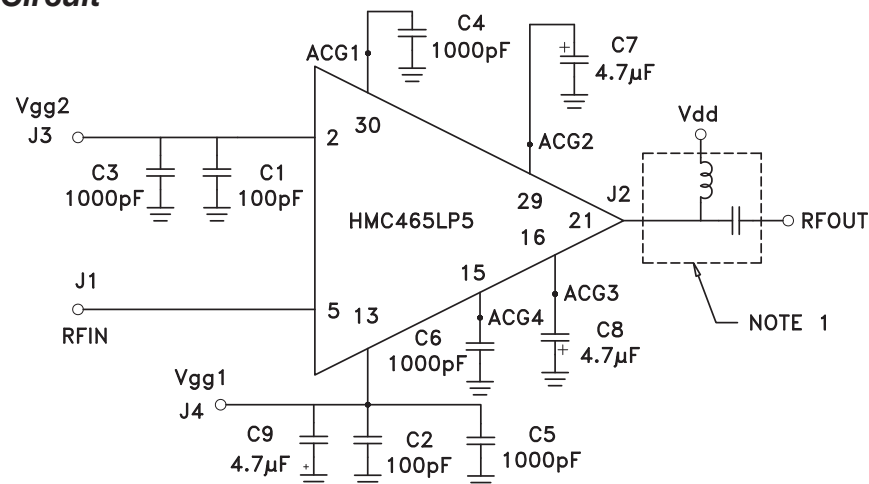 Circuit
C4
1000pF
ACG1
C7
4.7µF
+
Vgg2
J3
2
30
ACG2
Vdd
C3
1000pF
C1
100pF
29
J2
HMC465LP5
21
RFOUT
16
15
J1
RFIN
5
13
ACG3
ACG4
C6
1000pF
C8
4.7µF
+
NOTE 1
Vgg1
J4
C9
4.7µF
+
C2
100pF
C5
1000pF